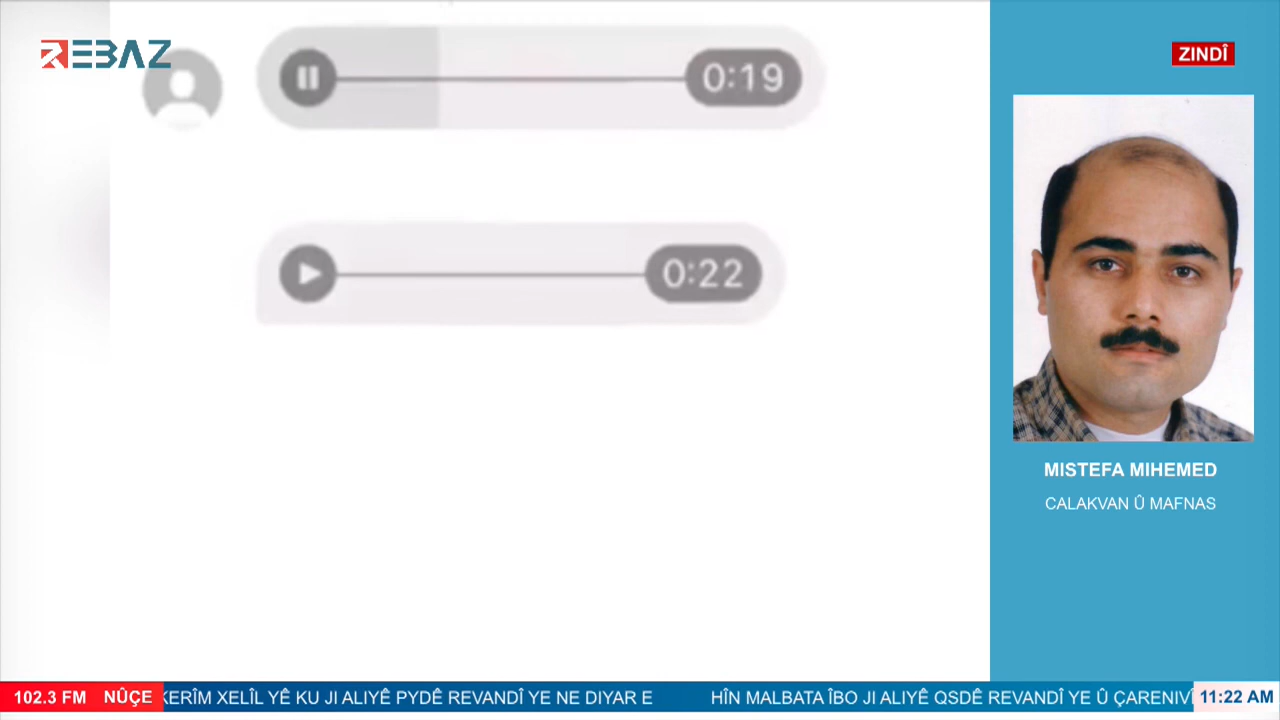 REBAZ
ZINDÎ
0:19
0:22
MISTEFA MIHEMED
CALAKVAN Û MAFNAS
102.3 FM NÛÇE KERÎM XELÎL YÊ KU JI ALIYÊ PYDÊ REVANDÎ YE NE DIYAR E HÎN MALBATA ÎBO JI ALIYÊ QSDÊ REVANDÎ YE Û ÇARENIVÎ 11:22 AM